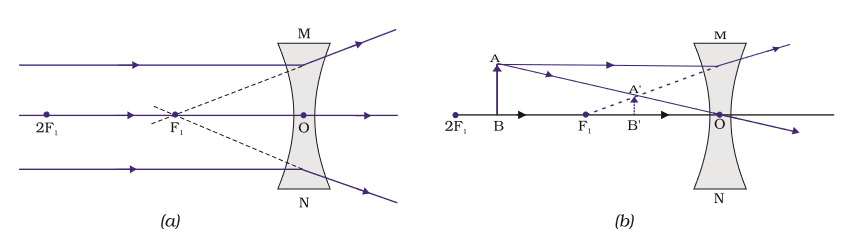 M
2F₁ F₁ O
N
(a)
M
A
A'
2F₁ B F₁ B' O
N
(b)